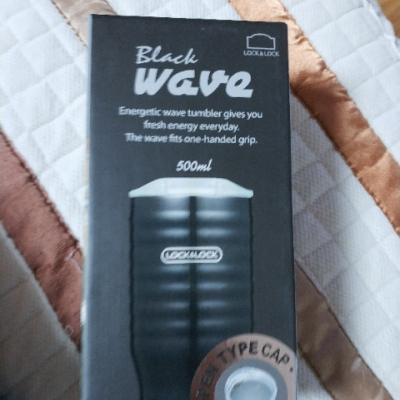 LOCK&LOCK
Black
wave
Energetic wave tumbler gives you
fresh energy everyday.
The wave fits one-handed grip.
500ml
LOCK&LOCK
TYPE CAP